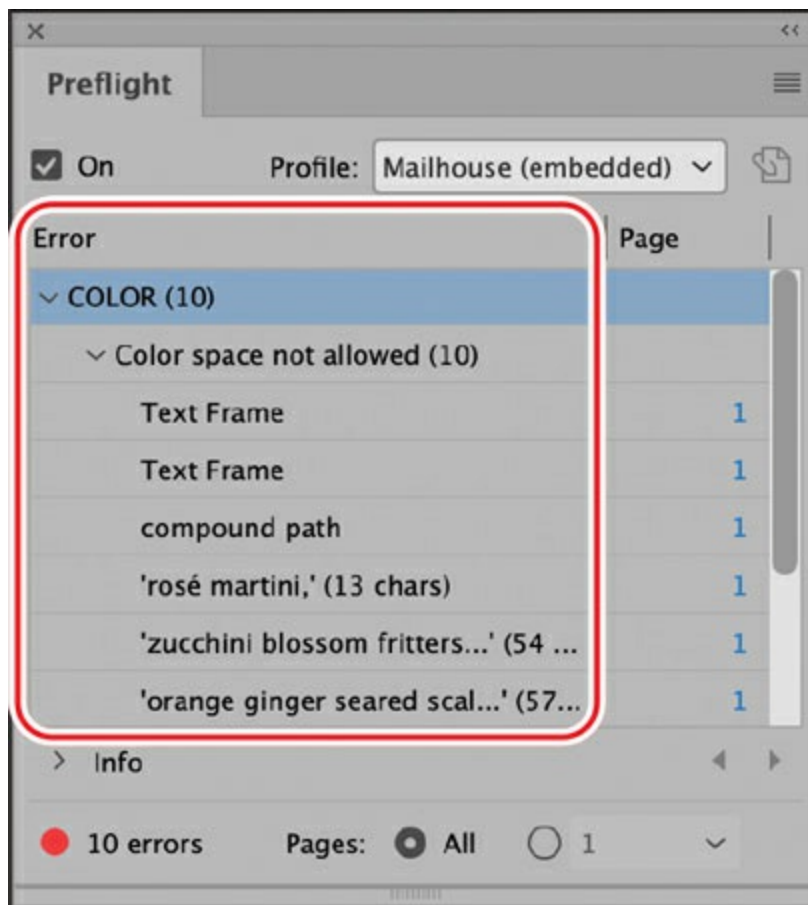 Preflight
On Profile: Mailhouse (embedded)
Error Page
COLOR (10)
Color space not allowed (10)
Text Frame 1
Text Frame 1
compound path 1
'rosé martini,' (13 chars) 1
'zucchini blossom fritters...' (54 ... 1
'orange ginger seared scal...' (57... 1
Info
10 errors Pages: All 1